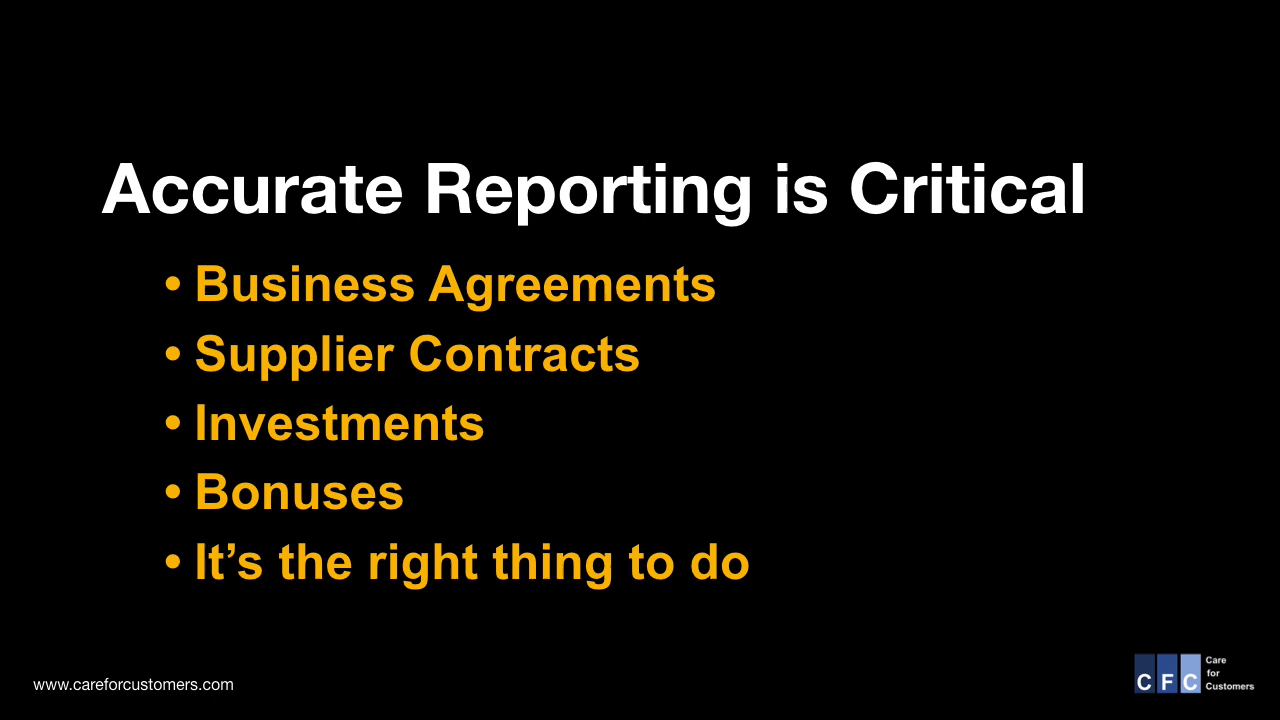 Accurate Reporting is Critical
• Business Agreements
• Supplier Contracts
• Investments
• Bonuses
• It’s the right thing to do
www.careforcustomers.com
C F C
Care
for
Customers